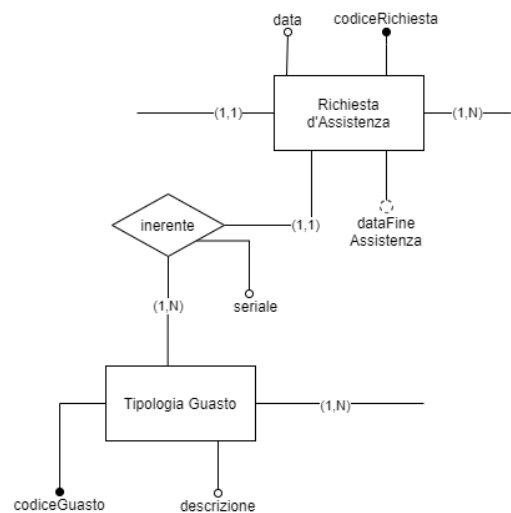 data
codiceRichiesta
Richiesta
d'Assistenza
(1,1)
(1,N)
inerente
(1,1)
dataFine
Assistenza
(1,N)
seriale
Tipologia Guasto
(1,N)
codiceGuasto
descrizione